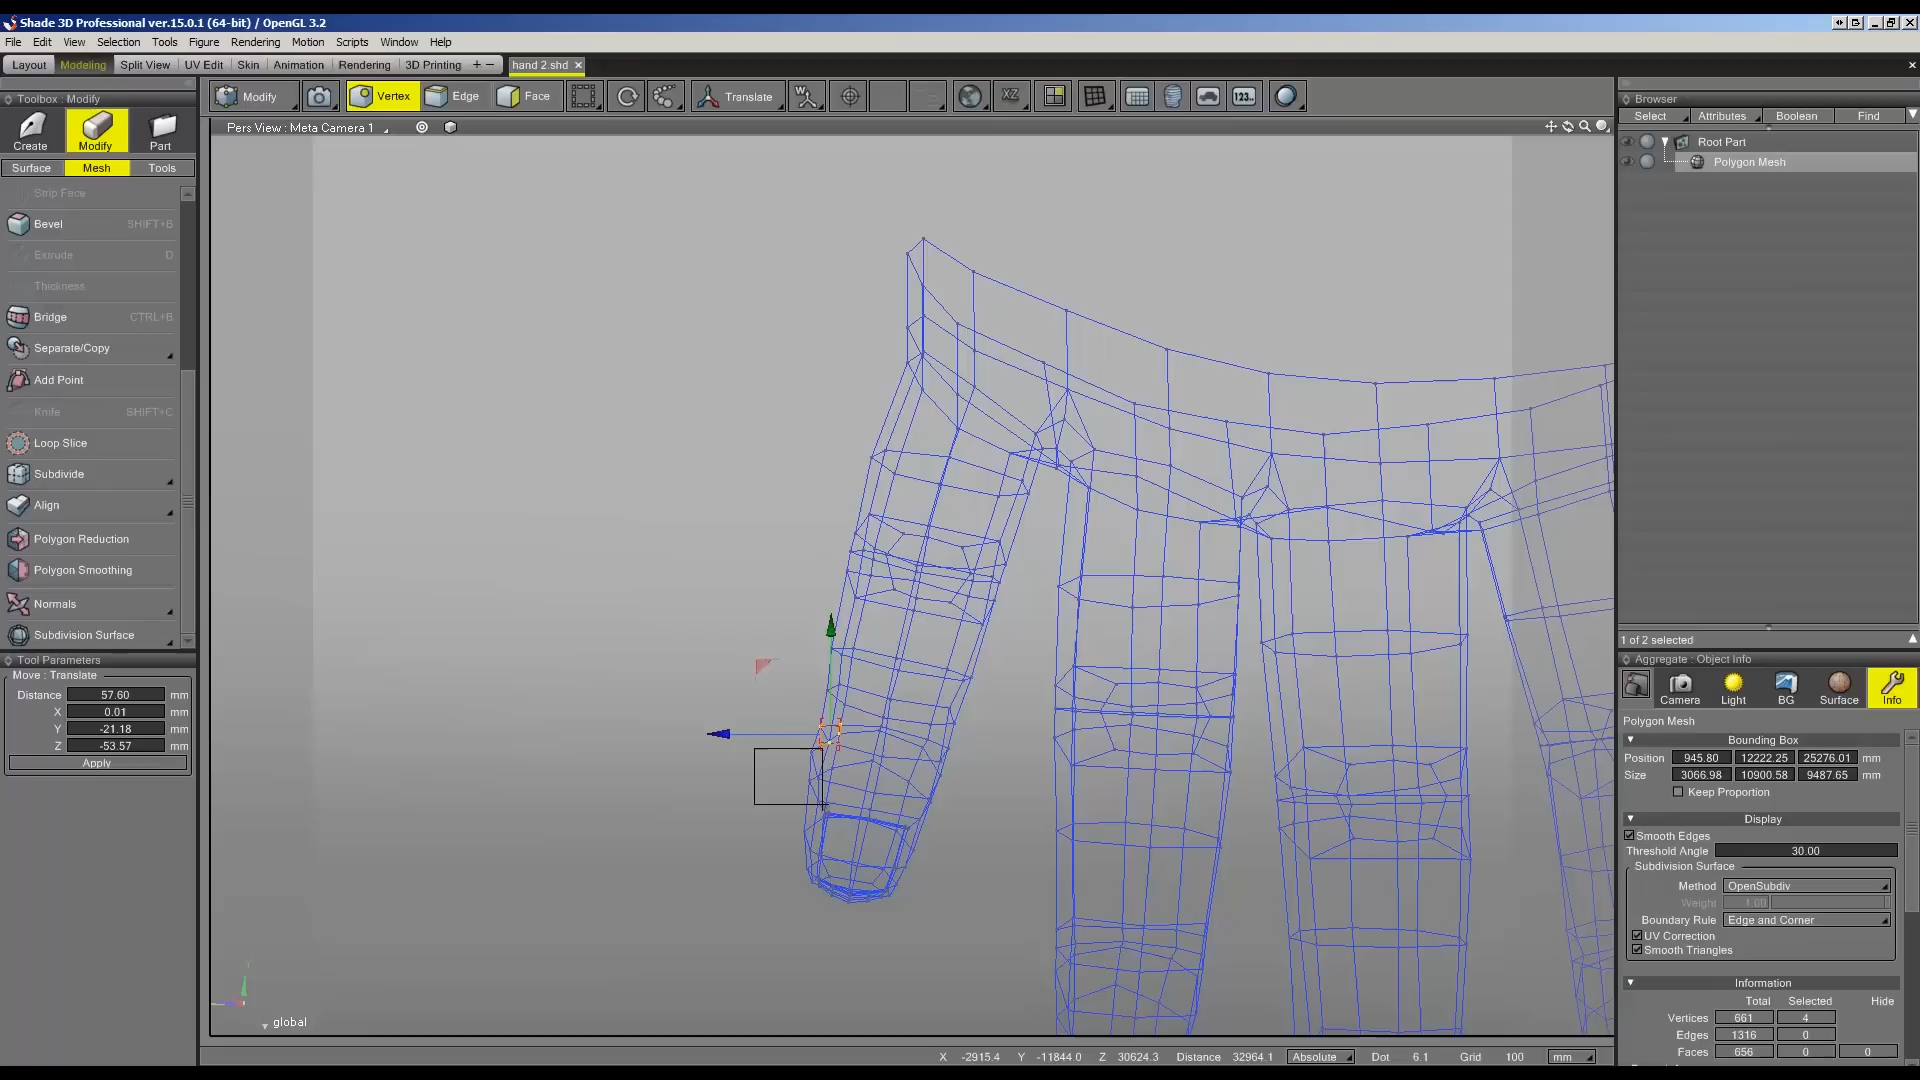 Shade 3D Professional ver.15.0.1 (64-bit) / OpenGL 3.2
File Edit View Selection Tools Figure Rendering Motion Scripts Window Help
Layout Modeling Split View UV Edit Skin Animation Rendering 3D Printing + −
hand 2.shd ×
Toolbox : Modify
Create Modify Part
Surface Mesh Tools
Strip Face
Bevel SHIFT+B
Extrude D
Thickness
Bridge CTRL+B
Separate/Copy
Add Point
Knife SHIFT+C
Loop Slice
Subdivide
Align
Polygon Reduction
Polygon Smoothing
Normals
Subdivision Surface
Tool Parameters
Move : Translate
Distance 57.60 mm
X 0.01 mm
Y -21.18 mm
Z -53.57 mm
Apply
Modify Vertex Edge Face Translate W XZ 123..
Pers View : Meta Camera 1
global
X -2915.4 Y -11844.0 Z 30624.3 Distance 32964.1 Absolute Dot 6.1 Grid 100 mm
Browser
Select Attributes Boolean Find
Root Part
Polygon Mesh
1 of 2 selected
Aggregate : Object Info
Camera Light BG Surface Info
Polygon Mesh
Bounding Box
Position 945.80 12222.25 25276.01 mm
Size 3066.98 10900.58 9487.65 mm
Keep Proportion
Display
Smooth Edges
Threshold Angle 30.00
Subdivision Surface
Method OpenSubdiv
Weight 1.00
Boundary Rule Edge and Corner
UV Correction
Smooth Triangles
Information
Total Selected Hide
Vertices 661 4
Edges 1316 0
Faces 656 0 0